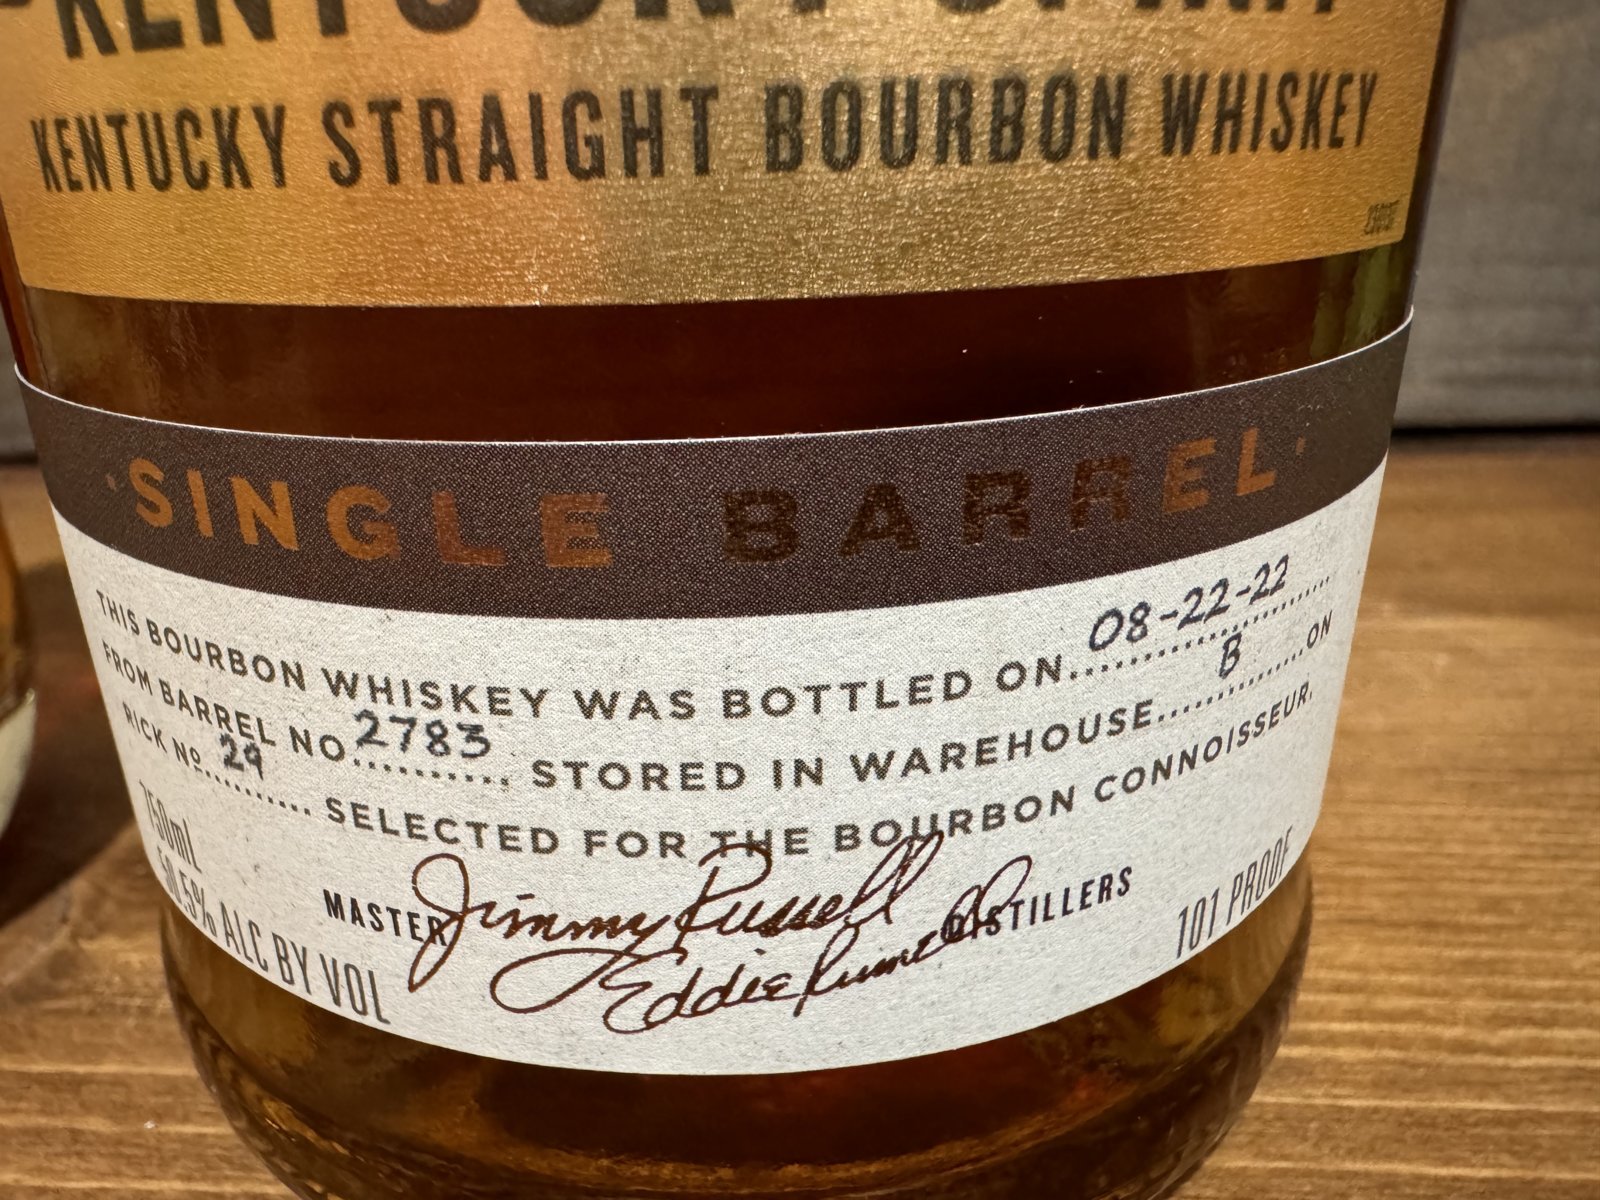 KENTUCKY SPIRIT
KENTUCKY STRAIGHT BOURBON WHISKEY
·SINGLE BARREL·
THIS BOURBON WHISKEY WAS BOTTLED ON 08-22-22
FROM BARREL NO. 2783, STORED IN WAREHOUSE B ON
RICK No. 29 SELECTED FOR THE BOURBON CONNOISSEUR.
750mL
50.5% ALC BY VOL
MASTER Jimmy Russell DISTILLERS
Eddie Russell
101 PROOF